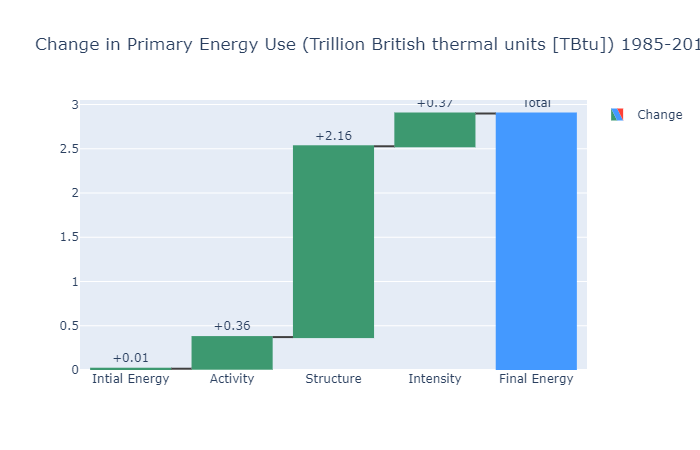 Change in Primary Energy Use (Trillion British thermal units [TBtu]) 1985-201
3
2.5
2
1.5
1
0.5
0
+0.01
+0.36
+2.16
+0.37
Total
Intial Energy
Activity
Structure
Intensity
Final Energy
Change